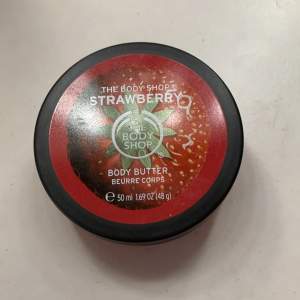 THE BODY SHOP®
STRAWBERRY
THE
BODY
SHOP
BODY BUTTER
BEURRE CORPS
℮ 50 ml 1.69 OZ (48 g)